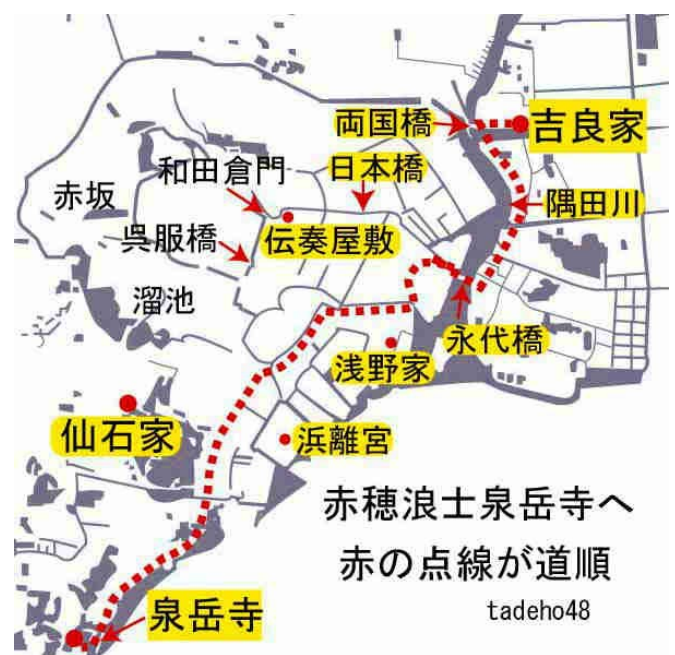 両国橋
吉良家
和田倉門
日本橋
赤坂
隅田川
伝奏屋敷
呉服橋
溜池
永代橋
浅野家
仙石家
浜離宮
赤穂浪士泉岳寺へ
赤の点線が道順
tadeho48
泉岳寺